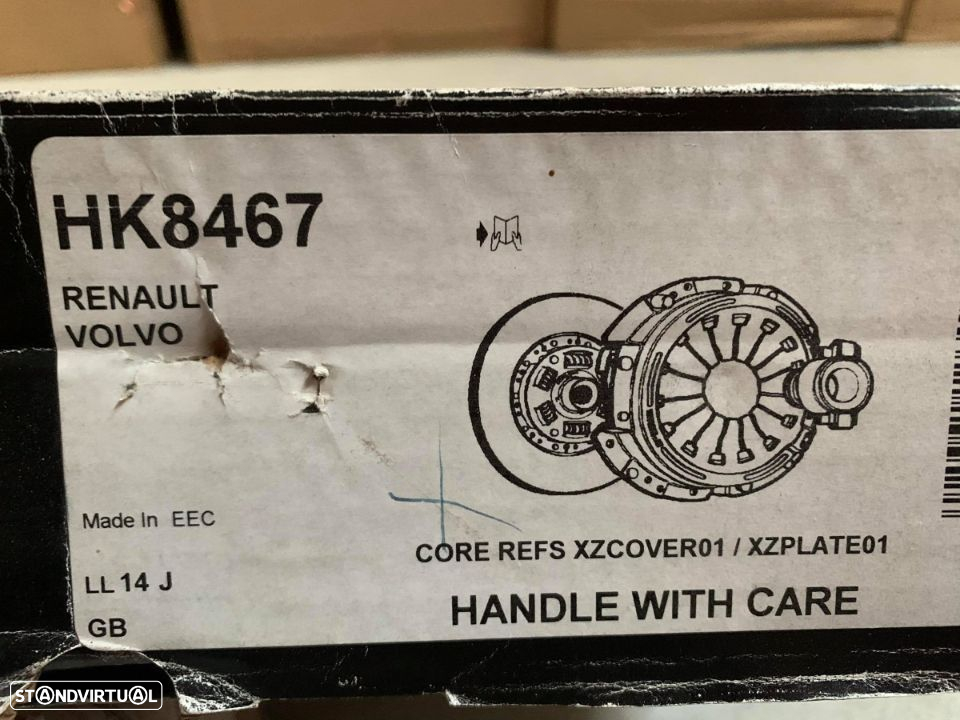 HK8467
RENAULT
VOLVO
Made In EEC
LL 14 J
GB
CORE REFS XZCOVER01 / XZPLATE01
HANDLE WITH CARE
STANDVIRTUAL